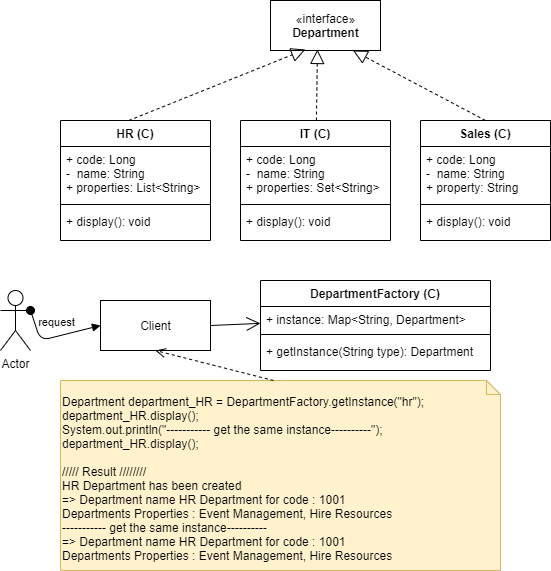 «interface»
Department
HR (C)
+ code: Long
- name: String
+ properties: List<String>
+ display(): void
IT (C)
+ code: Long
- name: String
+ properties: Set<String>
+ display(): void
Sales (C)
+ code: Long
- name: String
+ property: String
+ display(): void
Actor
request
Client
DepartmentFactory (C)
+ instance: Map<String, Department>
+ getInstance(String type): Department
Department department_HR = DepartmentFactory.getInstance("hr");
department_HR.display();
System.out.println("----------- get the same instance----------");
department_HR.display();
///// Result ////////
HR Department has been created
=> Department name HR Department for code : 1001
Departments Properties : Event Management, Hire Resources
----------- get the same instance----------
=> Department name HR Department for code : 1001
Departments Properties : Event Management, Hire Resources